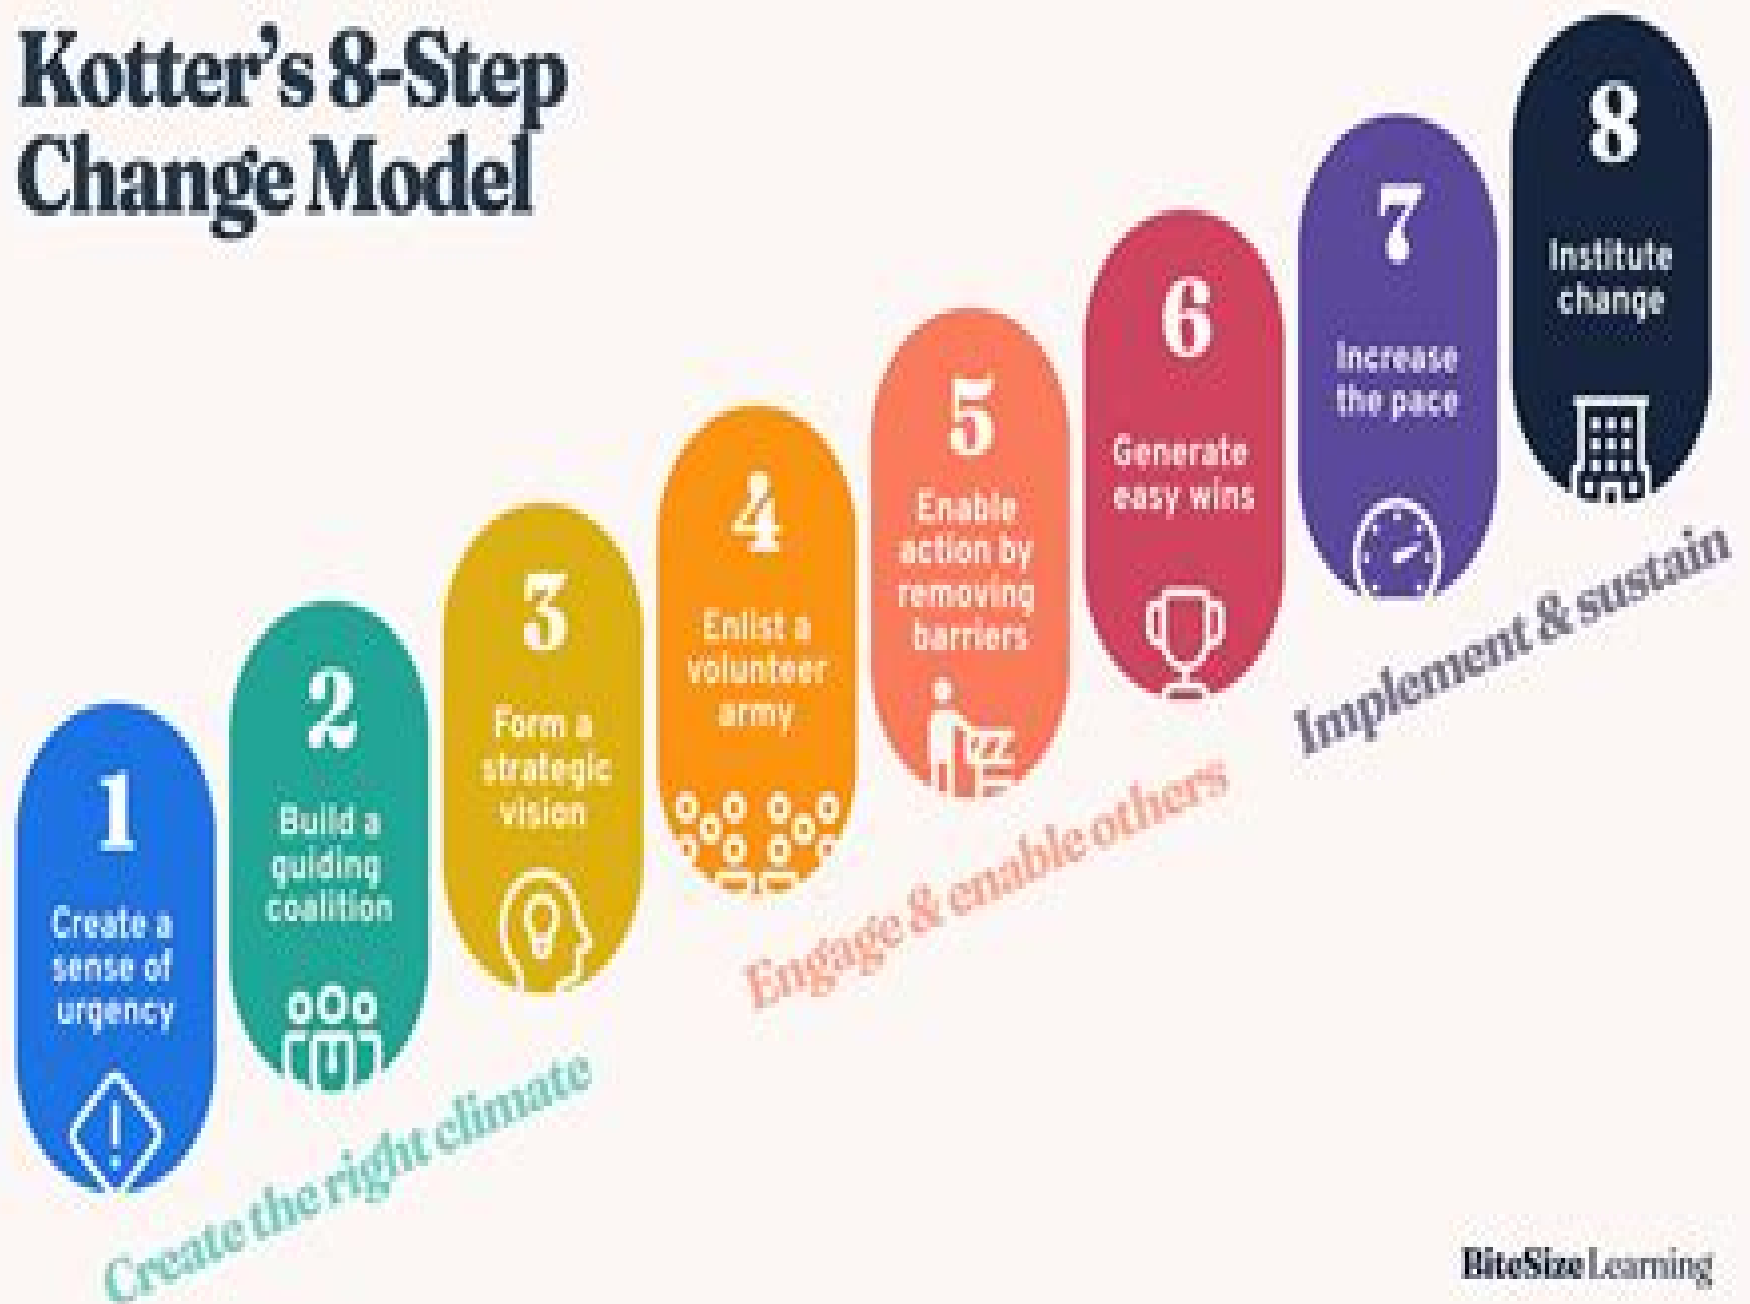 Kotter's 8-Step
Change Model
1
Create a
sense of
urgency
2
Build a
guiding
coalition
3
Form a
strategic
vision
4
Enlist a
volunteer
army
5
Enable
action by
removing
barriers
6
Generate
easy wins
7
Increase
the pace
8
Institute
change
Create the right climate
Engage & enable others
Implement & sustain
BiteSize Learning